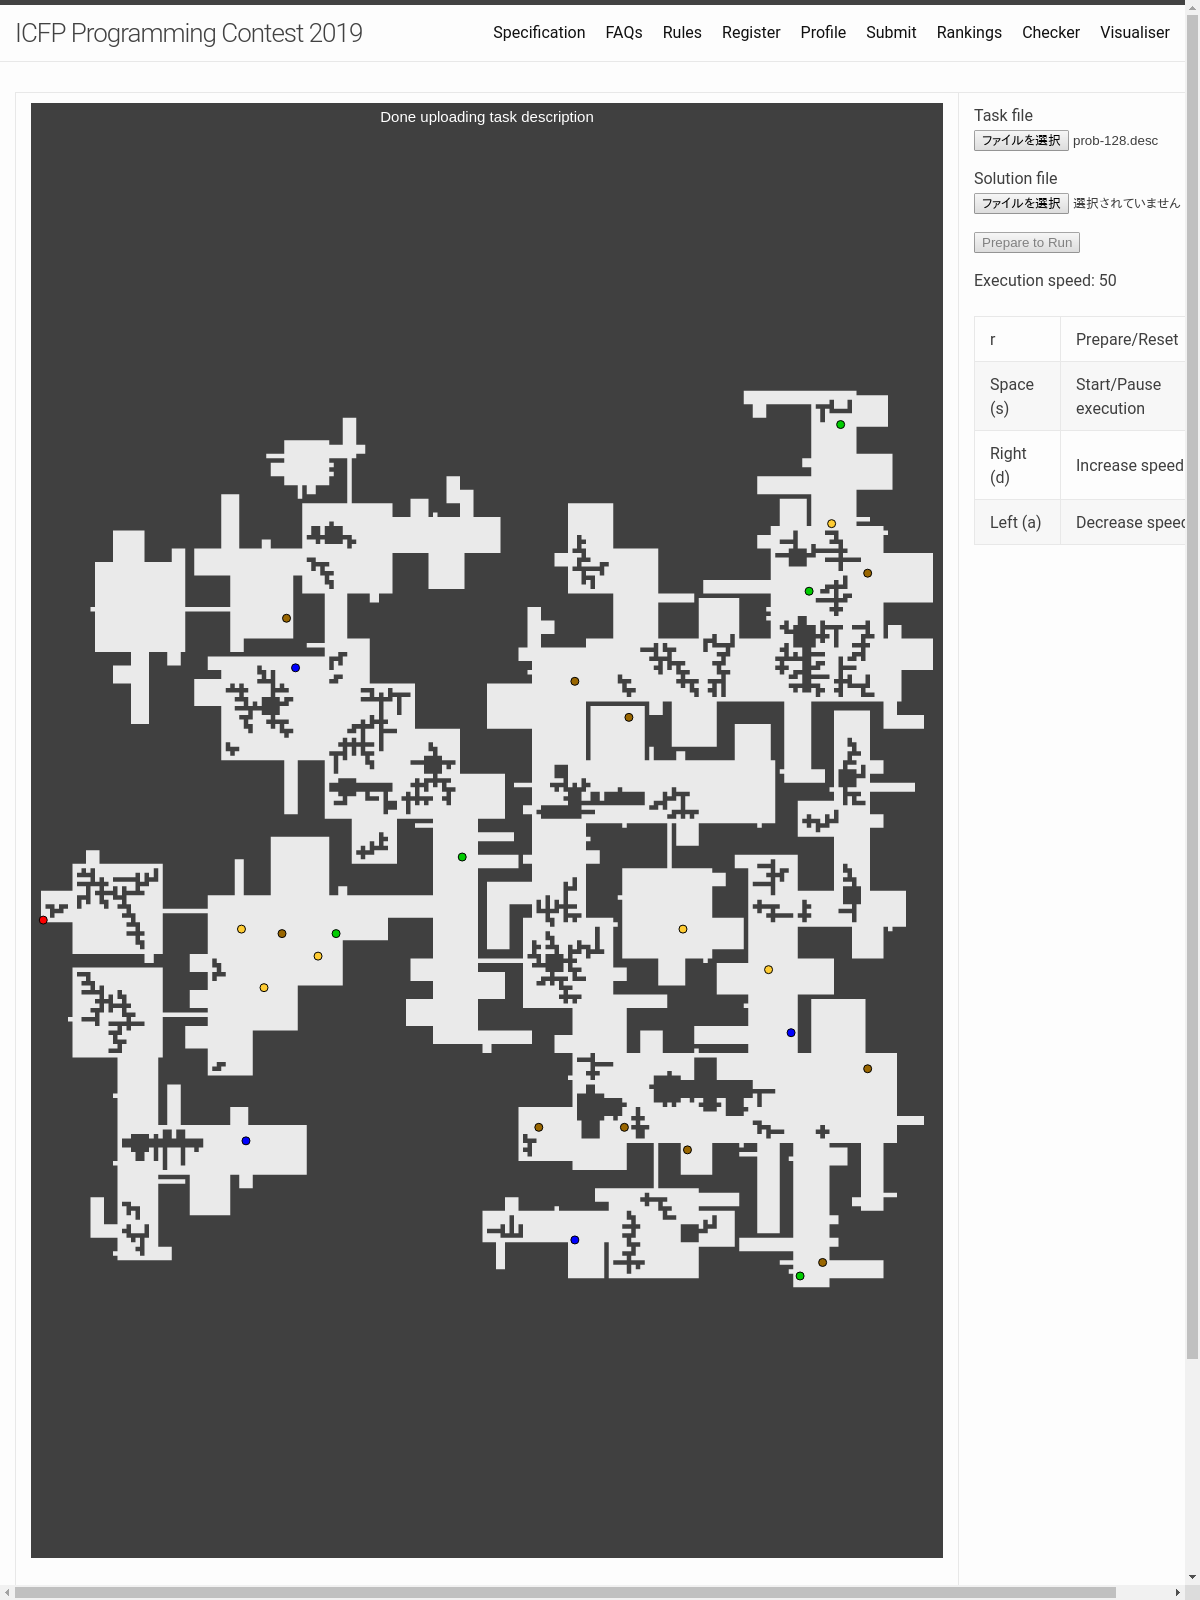 ICFP Programming Contest 2019
Specification FAQs Rules Register Profile Submit Rankings Checker Visualiser
Done uploading task description
Task file
ファイルを選択 prob-128.desc
Solution file
ファイルを選択 選択されていません
Prepare to Run
Execution speed: 50
r Prepare/Reset
Space (s) Start/Pause execution
Right (d) Increase speed
Left (a) Decrease speed